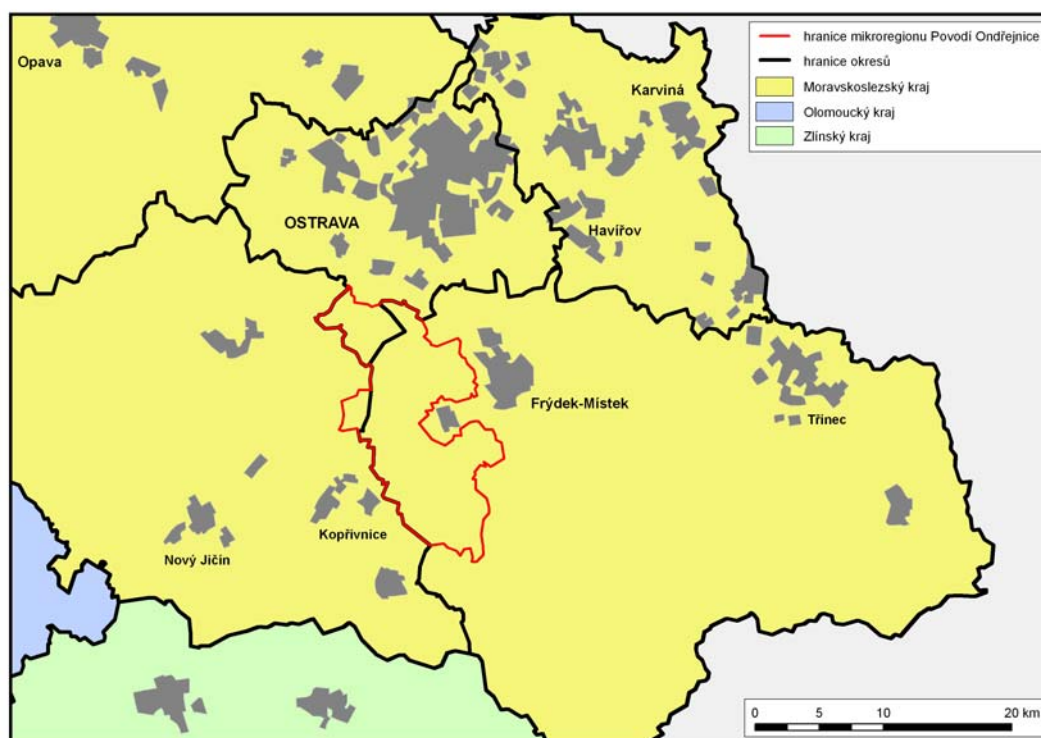 hranice mikroregionu Povodí Ondřejnice
hranice okresů
Moravskoslezský kraj
Olomoucký kraj
Zlínský kraj
Opava
Karviná
OSTRAVA
Havířov
Frýdek-Místek
Třinec
Kopřivnice
Nový Jičín
0 5 10 20 km